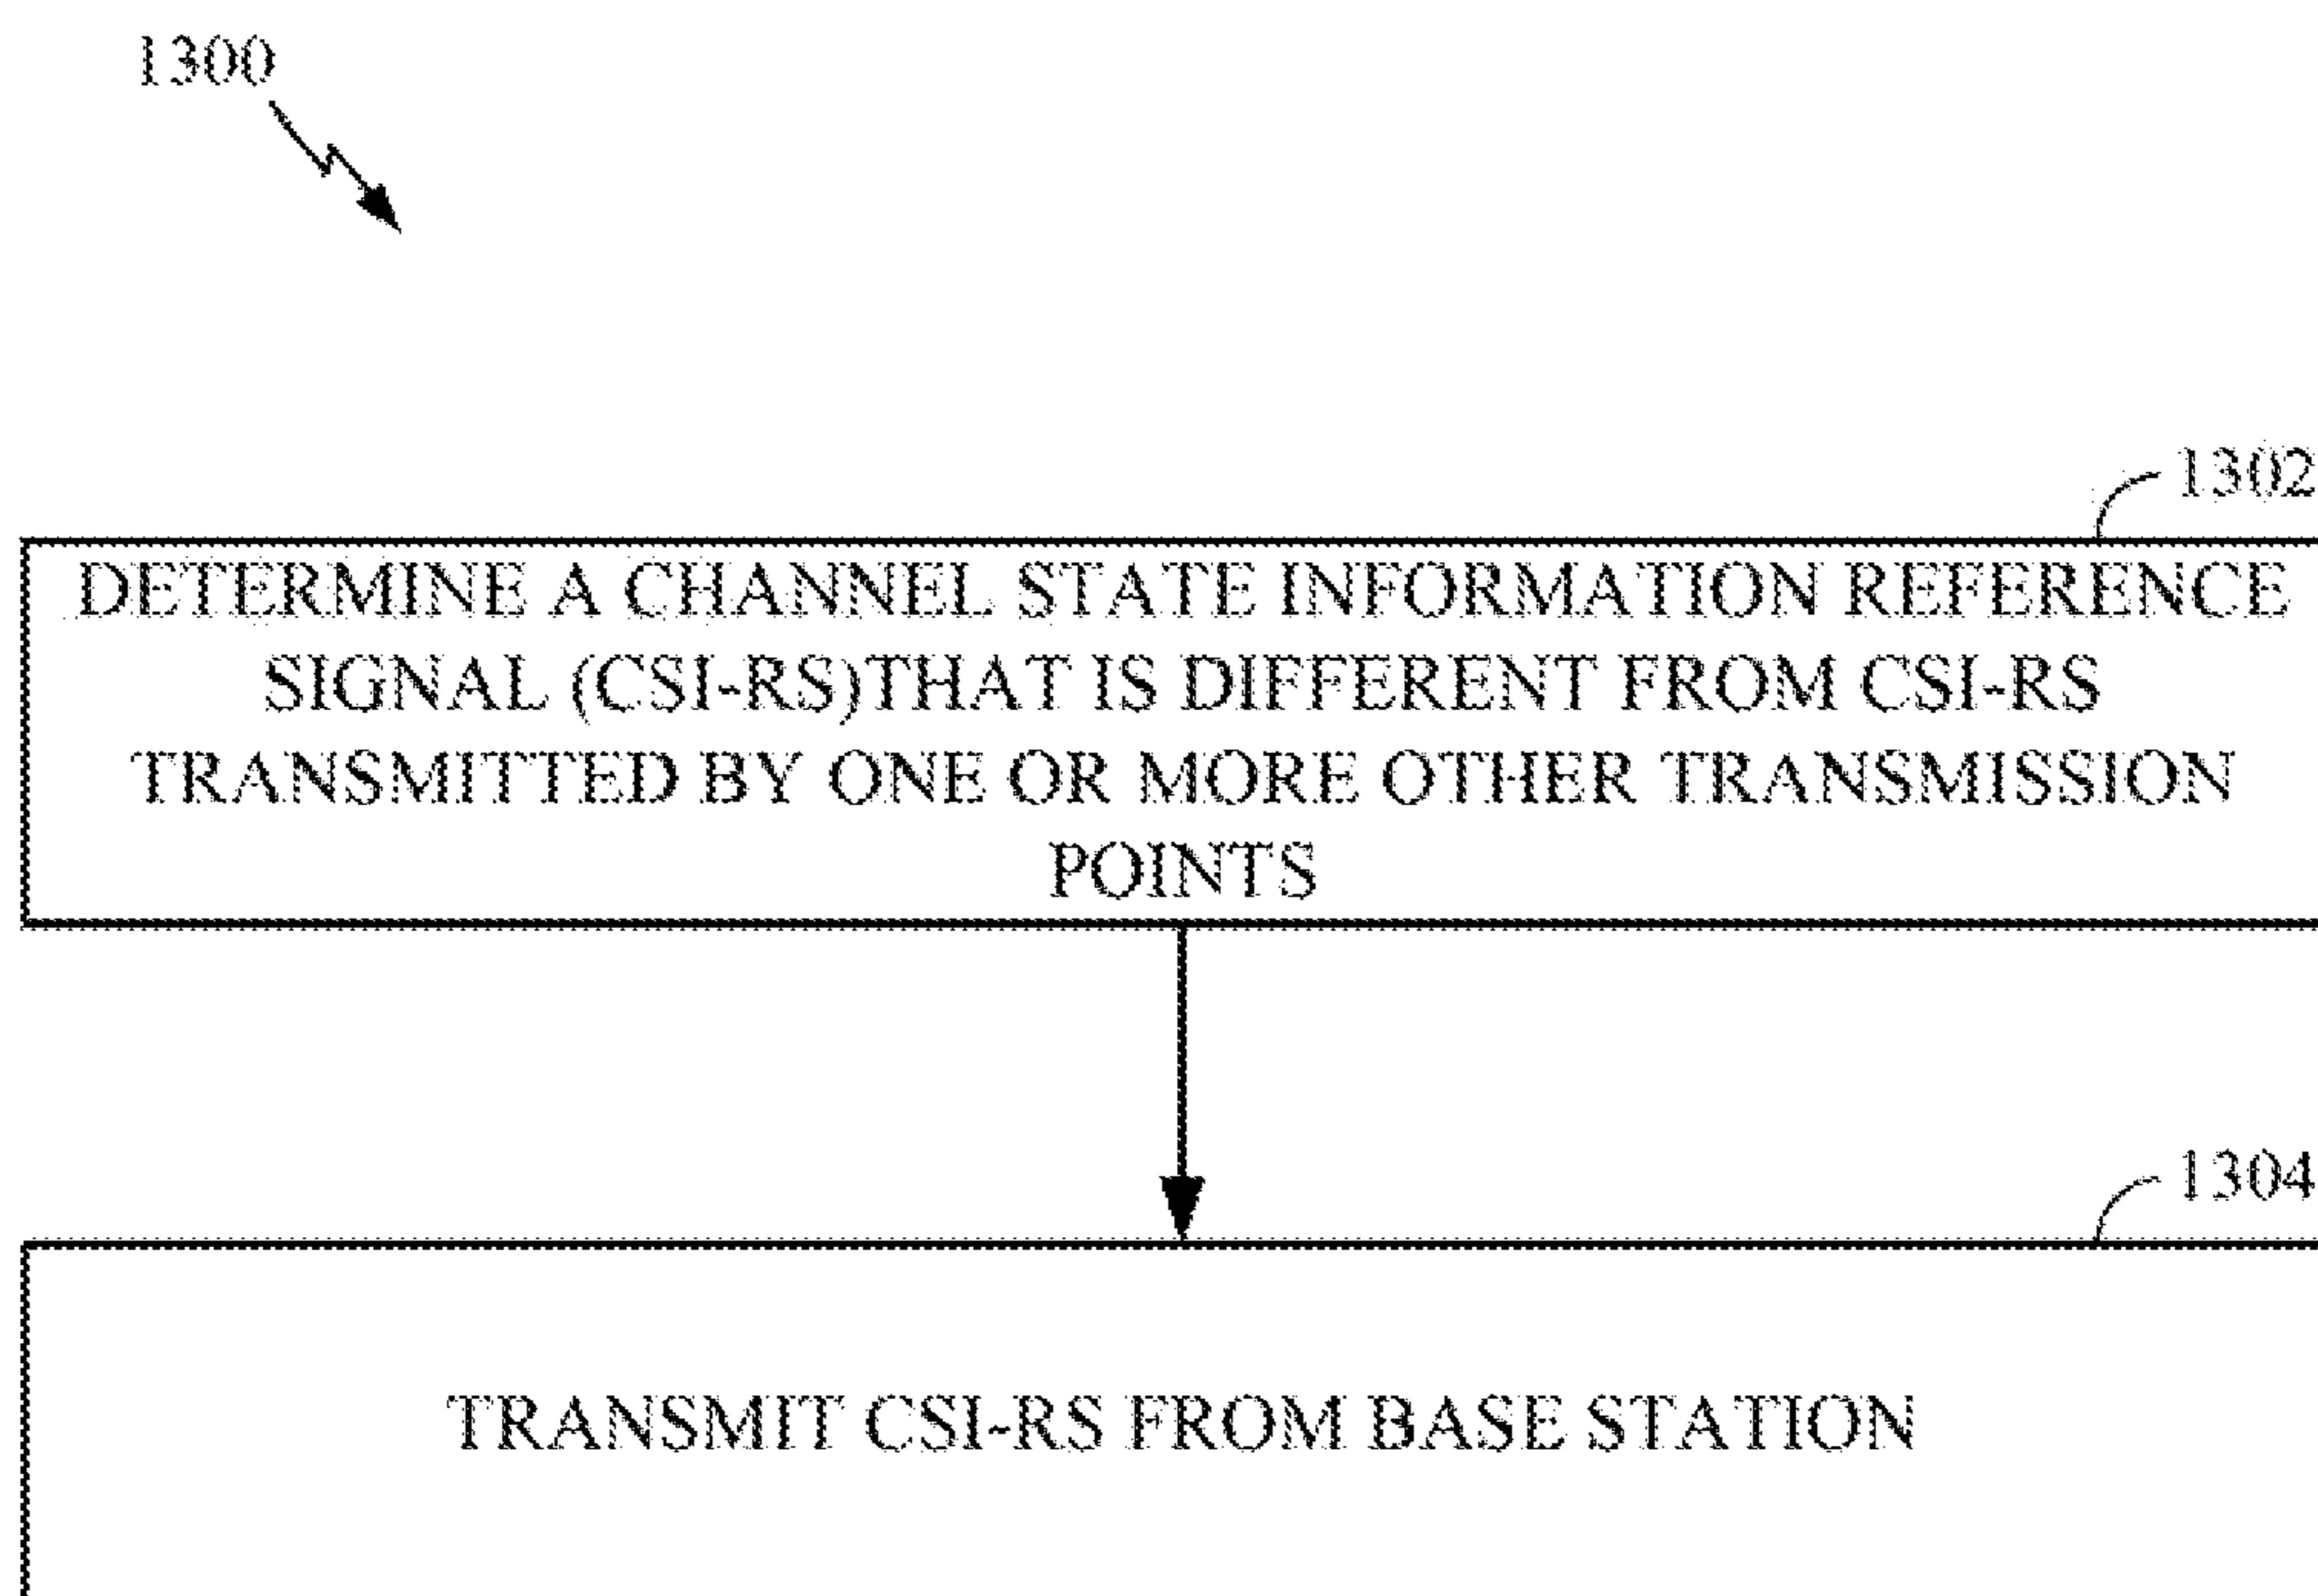 1300
1302
DETERMINE A CHANNEL STATE INFORMATION REFERENCE
SIGNAL (CSI-RS)THAT IS DIFFERENT FROM CSI-RS
TRANSMITTED BY ONE OR MORE OTHER TRANSMISSION
POINTS
1304
TRANSMIT CSI-RS FROM BASE STATION